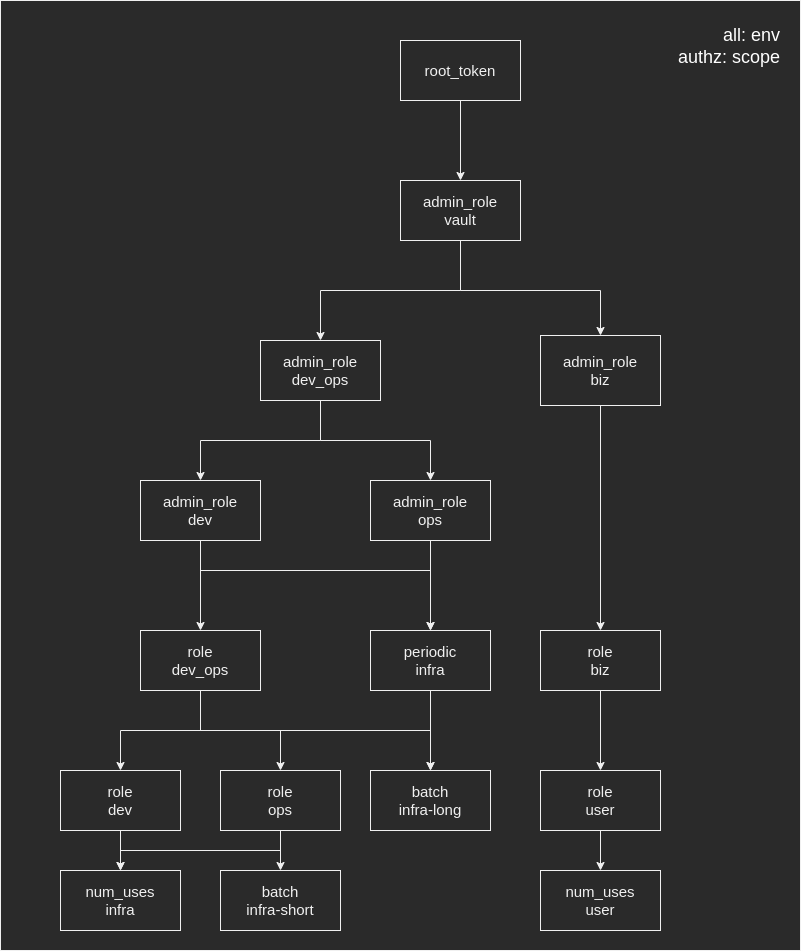 all: env
authz: scope
root_token
admin_role
vault
admin_role
dev_ops
admin_role
biz
admin_role
dev
admin_role
ops
role
dev_ops
periodic
infra
role
biz
role
dev
role
ops
batch
infra-long
role
user
num_uses
infra
batch
infra-short
num_uses
user